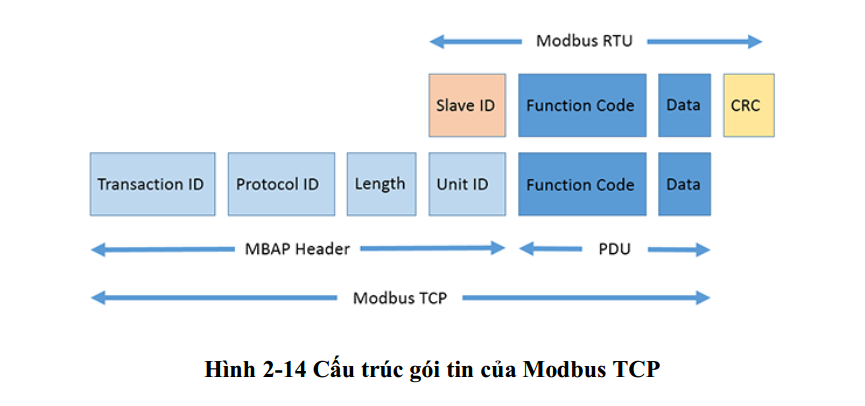 Modbus RTU
Slave ID Function Code Data CRC
Transaction ID Protocol ID Length Unit ID Function Code Data
MBAP Header PDU
Modbus TCP
Hình 2-14 Cấu trúc gói tin của Modbus TCP